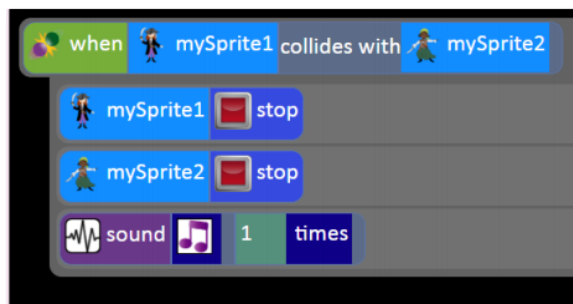 when mySprite1 collides with mySprite2
mySprite1 stop
mySprite2 stop
sound 1 times